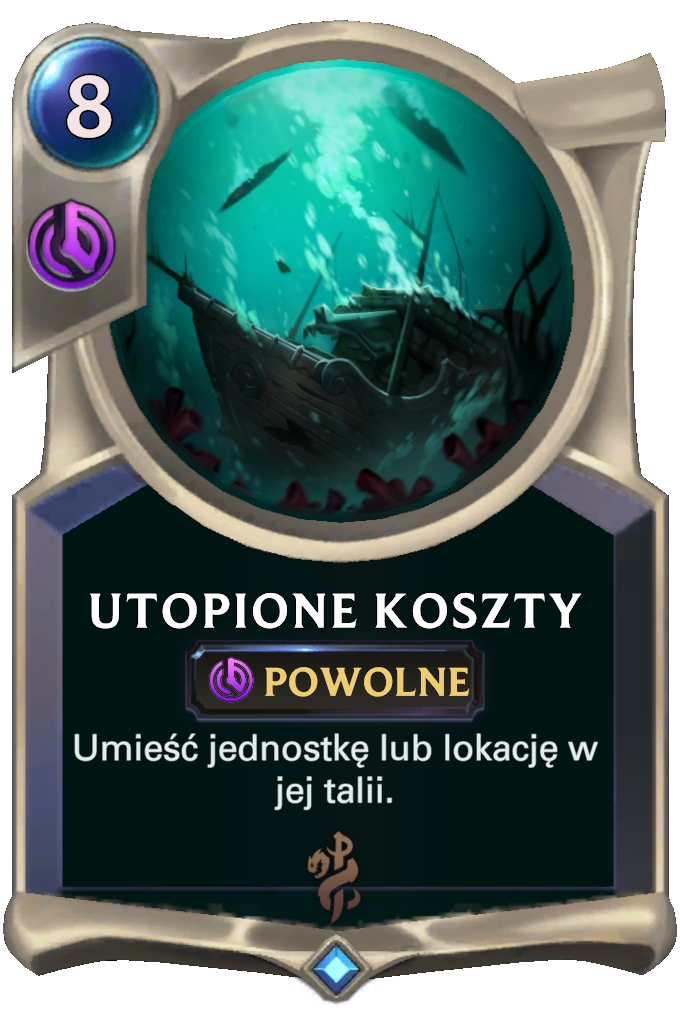 8
UTOPIONE KOSZTY
POWOLNE
Umieść jednostkę lub lokację w
jej talii.